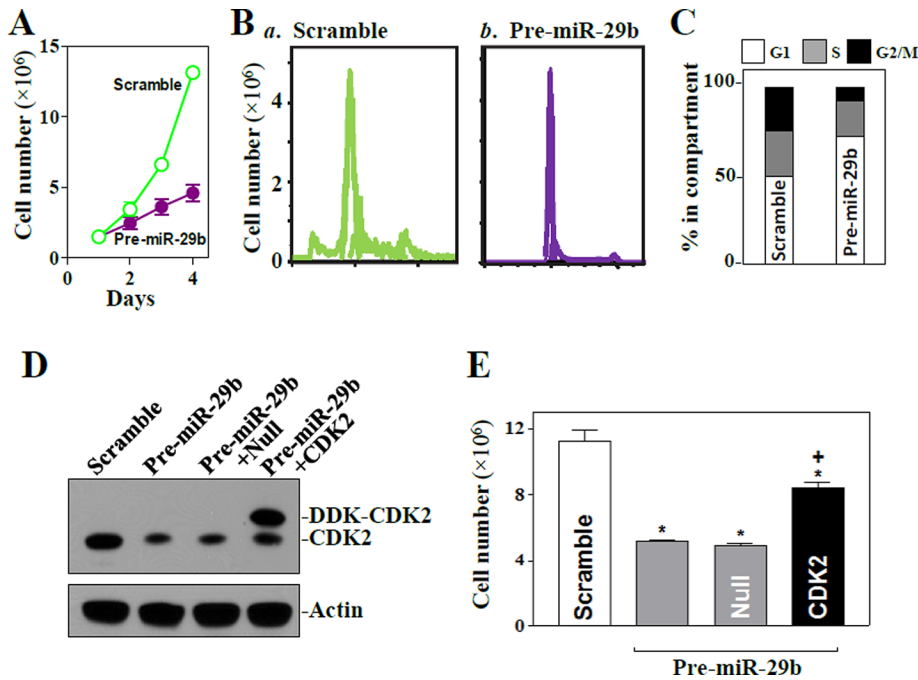 A
Cell number (×10⁶)
15
10
5
0
Scramble
Pre-miR-29b
0
2
4
Days
B
a. Scramble
b. Pre-miR-29b
Cell number (×10⁶)
4
2
0
C
G1
S
G2/M
% in compartment
100
50
0
Scramble
Pre-miR-29b
D
Scramble
Pre-miR-29b
Pre-miR-29b
+Null
Pre-miR-29b
+CDK2
-DDK-CDK2
-CDK2
-Actin
E
Cell number (×10⁶)
12
8
4
0
Scramble
*
*
Null
+
*
CDK2
Pre-miR-29b